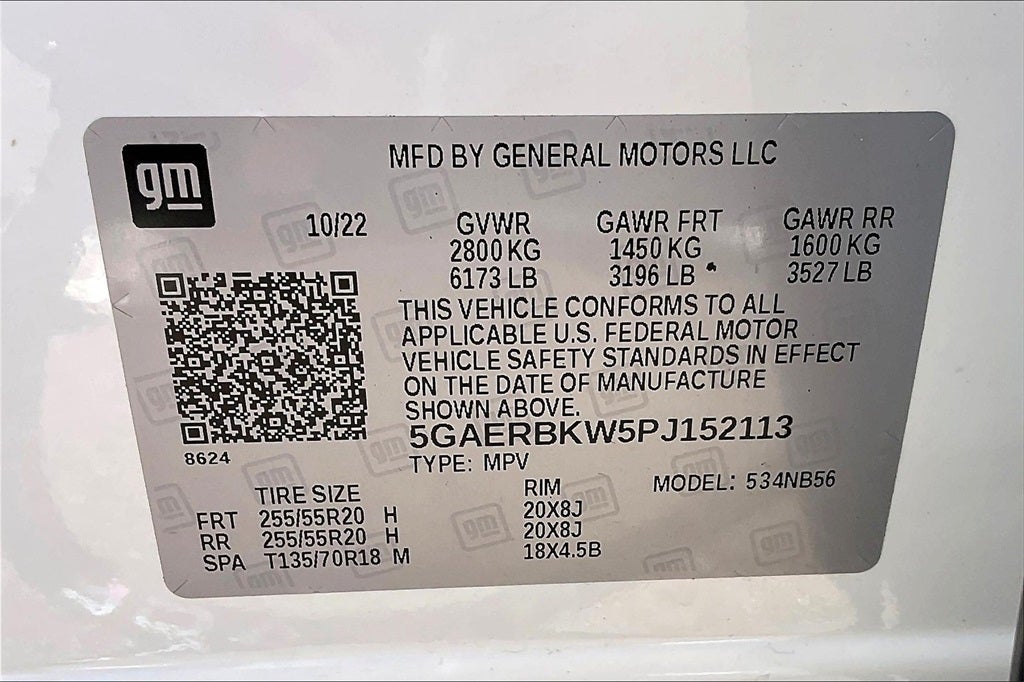 gm
MFD BY GENERAL MOTORS LLC
10/22 GVWR GAWR FRT GAWR RR
2800 KG 1450 KG 1600 KG
6173 LB 3196 LB 3527 LB
THIS VEHICLE CONFORMS TO ALL
APPLICABLE U.S. FEDERAL MOTOR
VEHICLE SAFETY STANDARDS IN EFFECT
ON THE DATE OF MANUFACTURE
SHOWN ABOVE.
5GAERBKW5PJ152113
8624
TYPE: MPV
MODEL: 534NB56
TIRE SIZE RIM
FRT 255/55R20 H 20X8J
RR 255/55R20 H 20X8J
SPA T135/70R18 M 18X4.5B